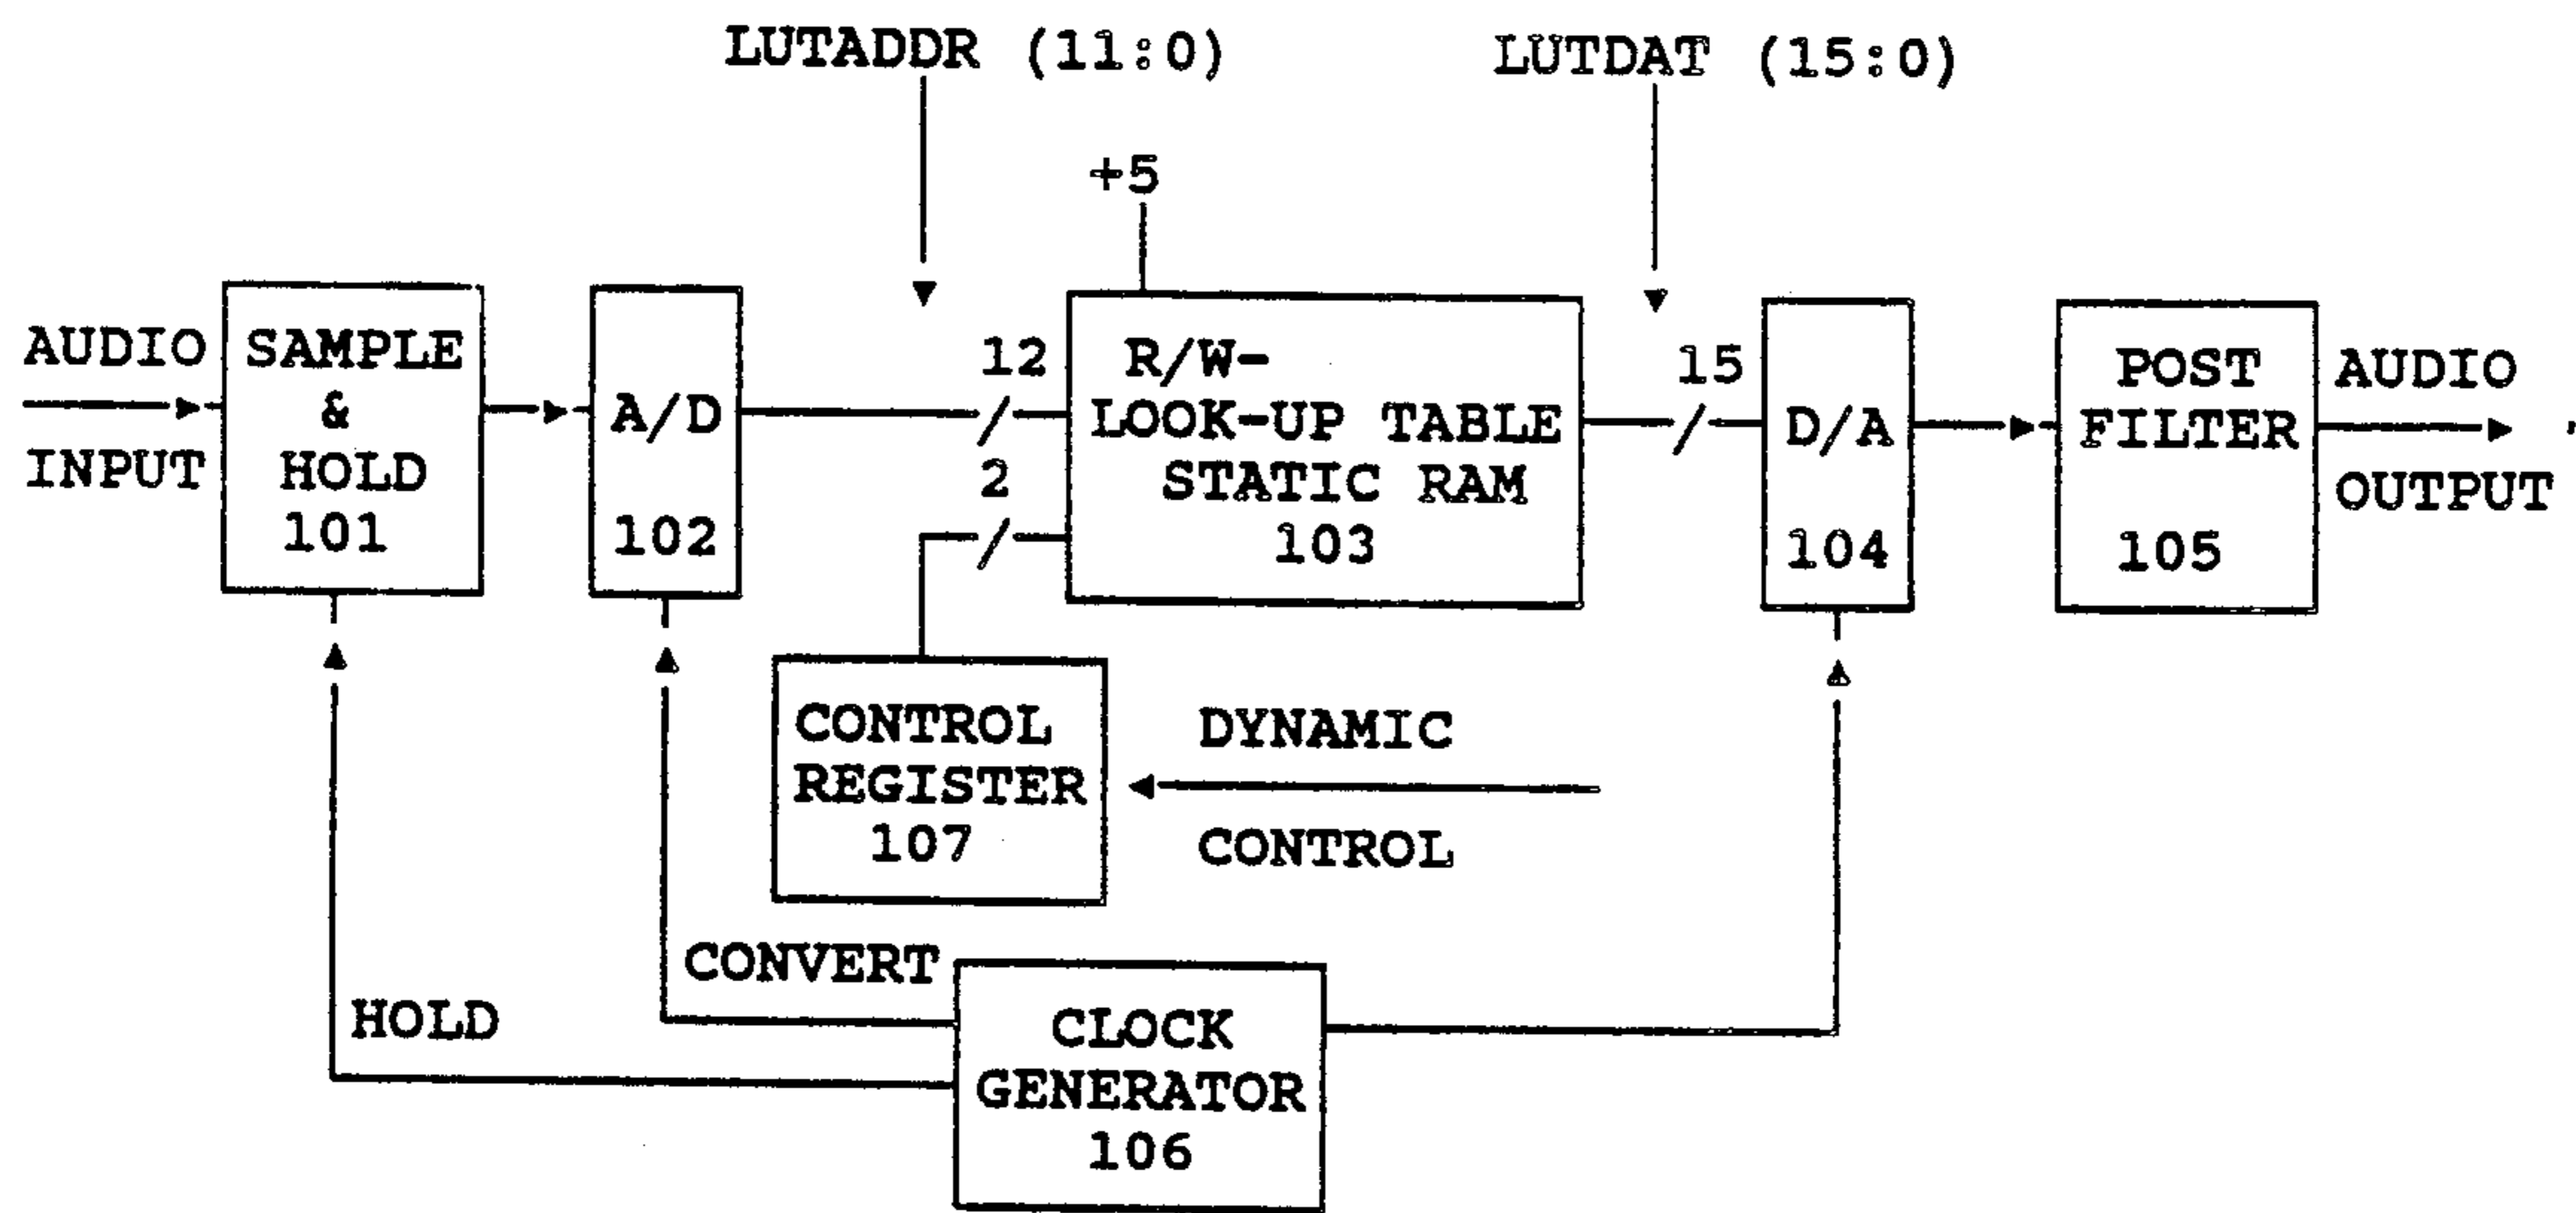 LUTADDR (11:0)
LUTDAT (15:0)
+5
AUDIO
INPUT
SAMPLE
&
HOLD
101
A/D
102
12
2
R/W-
LOOK-UP TABLE
STATIC RAM
103
15
D/A
104
POST
FILTER
105
AUDIO
OUTPUT
CONTROL
REGISTER
107
DYNAMIC
CONTROL
CONVERT
HOLD
CLOCK
GENERATOR
106